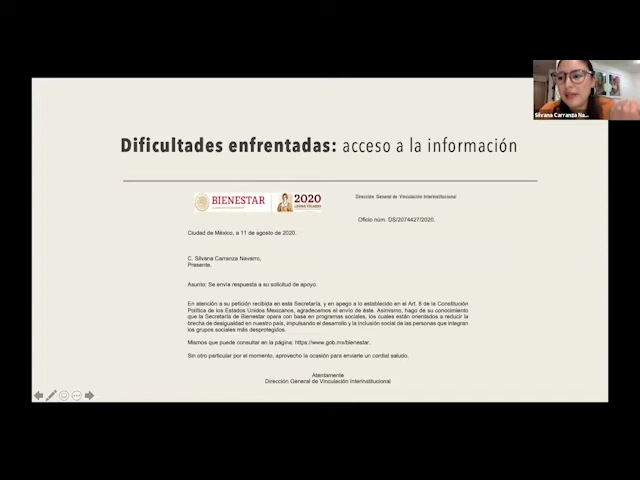 Silvana Carranza Na...
Dificultades enfrentadas: acceso a la información
BIENESTAR
2020
LEONA VICARIO
Dirección General de Vinculación Interinstitucional
Oficio núm. DS/2074427/2020.
Ciudad de México, a 11 de agosto de 2020.
C. Silvana Carranza Navarro,
Presente.
Asunto: Se envía respuesta a su solicitud de apoyo.
En atención a su petición recibida en esta Secretaría, y en apego a lo establecido en el Art. 8 de la Constitución
Política de los Estados Unidos Mexicanos, agradecemos el envío de éste. Asimismo, hago de su conocimiento
que la Secretaría de Bienestar opera con base en programas sociales, los cuales están orientados a reducir la
brecha de desigualdad en nuestro país, impulsando el desarrollo y la inclusión social de las personas que integran
los grupos sociales más desprotegidos.
Mismos que puede consultar en la página: https://www.gob.mx/bienestar.
Sin otro particular por el momento, aprovecho la ocasión para enviarle un cordial saludo.
Atentamente
Dirección General de Vinculación Interinstitucional